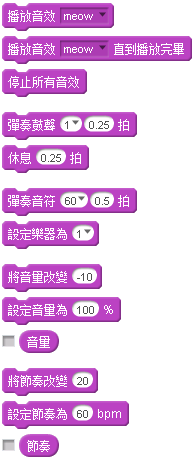 播放音效 meow
播放音效 meow 直到播放完畢
停止所有音效
彈奏鼓聲 1 0.25 拍
休息 0.25 拍
彈奏音符 60 0.5 拍
設定樂器為 1
將音量改變 -10
設定音量為 100 %
音量
將節奏改變 20
設定節奏為 60 bpm
節奏